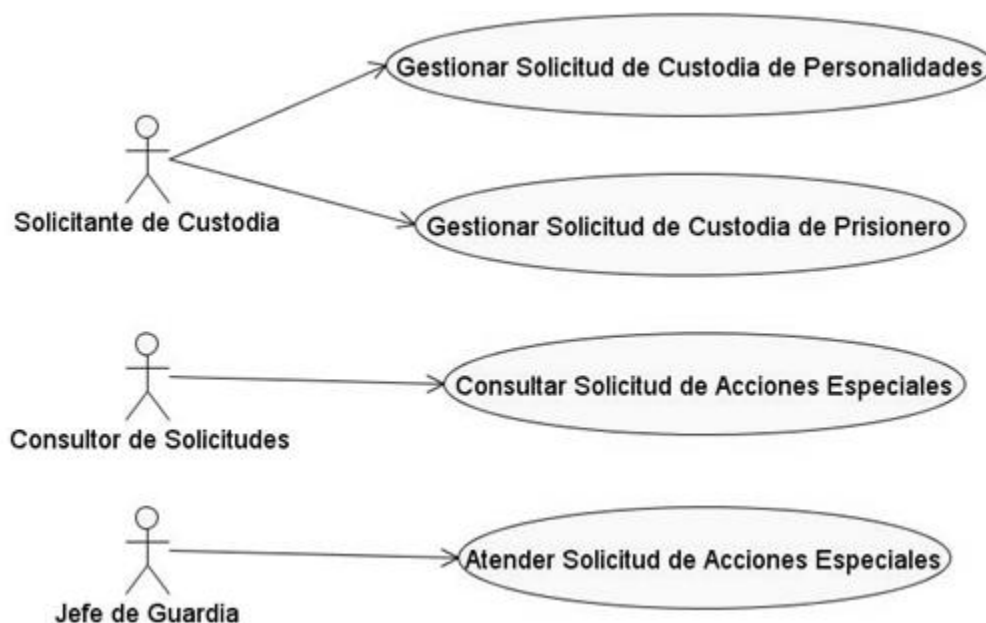 Gestionar Solicitud de Custodia de Personalidades
Solicitante de Custodia
Gestionar Solicitud de Custodia de Prisionero
Consultar Solicitud de Acciones Especiales
Consultor de Solicitudes
Atender Solicitud de Acciones Especiales
Jefe de Guardia